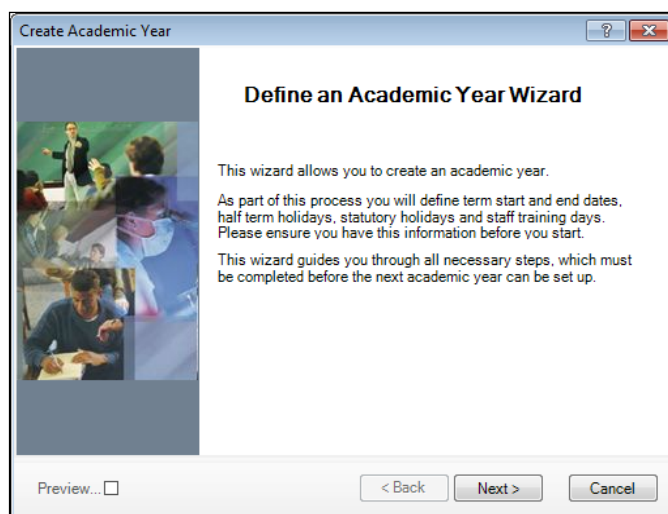 Create Academic Year
Define an Academic Year Wizard
This wizard allows you to create an academic year.
As part of this process you will define term start and end dates,
half term holidays, statutory holidays and staff training days.
Please ensure you have this information before you start.
This wizard guides you through all necessary steps, which must
be completed before the next academic year can be set up.
Preview...
< Back
Next >
Cancel